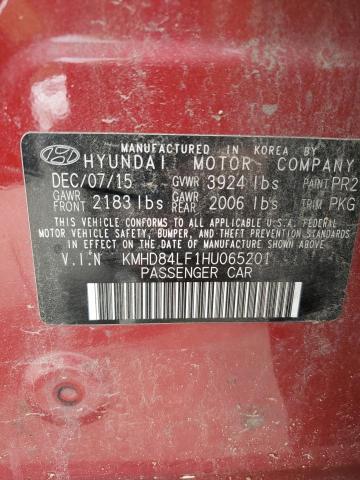 MANUFACTURED IN KOREA BY
HYUNDAI MOTOR COMPANY
DEC/07/15 GVWR 3924 lbs PAINT PR2
GAWR FRONT 2183 lbs GAWR REAR 2006 lbs TRIM PKG
THIS VEHICLE CONFORMS TO ALL APPLICABLE U.S. FEDERAL
MOTOR VEHICLE SAFETY, BUMPER, AND THEFT PREVENTION
STANDARDS IN EFFECT ON THE DATE OF MANUFACTURE SHOWN ABOVE.
V.I.N KMHD84LF1HU065201
PASSENGER CAR